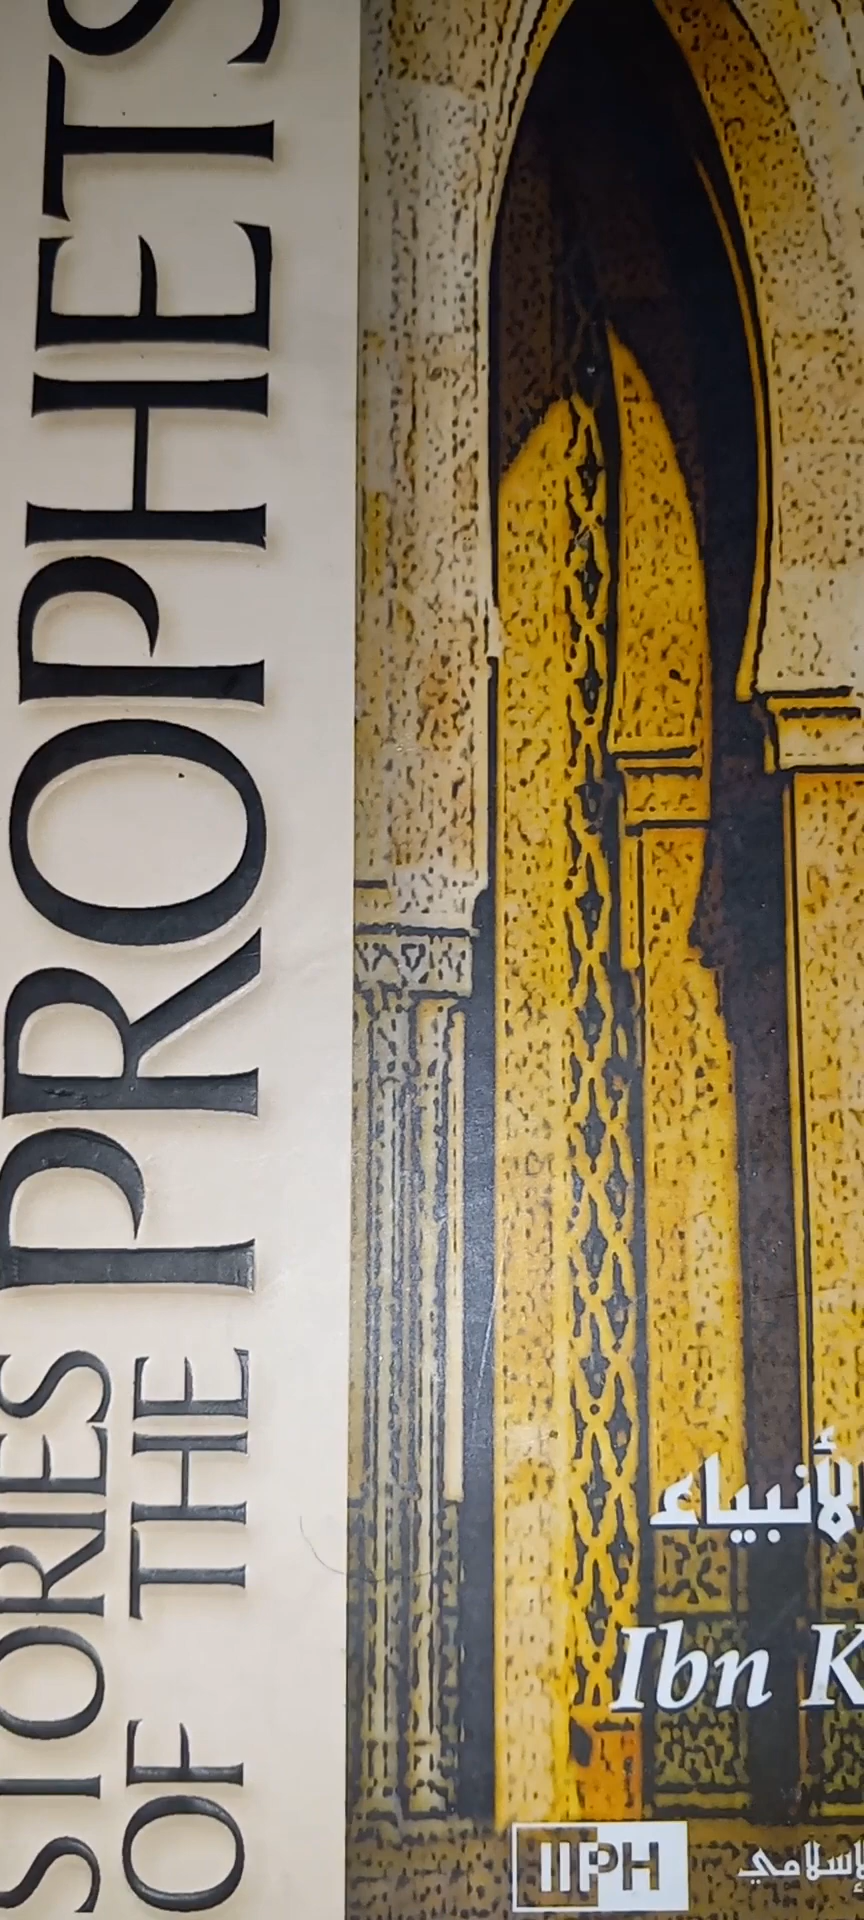 STORIES
OF THE
PROPHETS
الأنبياء
Ibn K
IIPH
الإسلامي